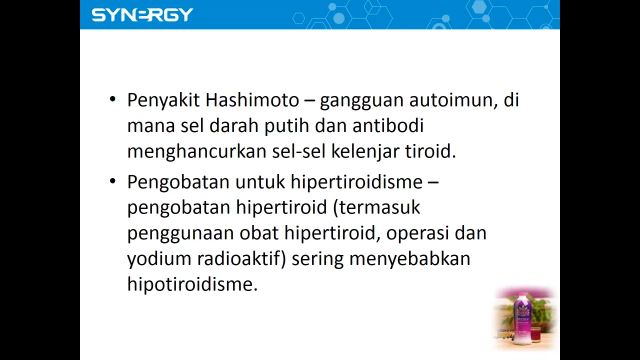 SYNERGY
• Penyakit Hashimoto – gangguan autoimun, di
mana sel darah putih dan antibodi
menghancurkan sel-sel kelenjar tiroid.
• Pengobatan untuk hipertiroidisme –
pengobatan hipertiroid (termasuk
penggunaan obat hipertiroid, operasi dan
yodium radioaktif) sering menyebabkan
hipotiroidisme.